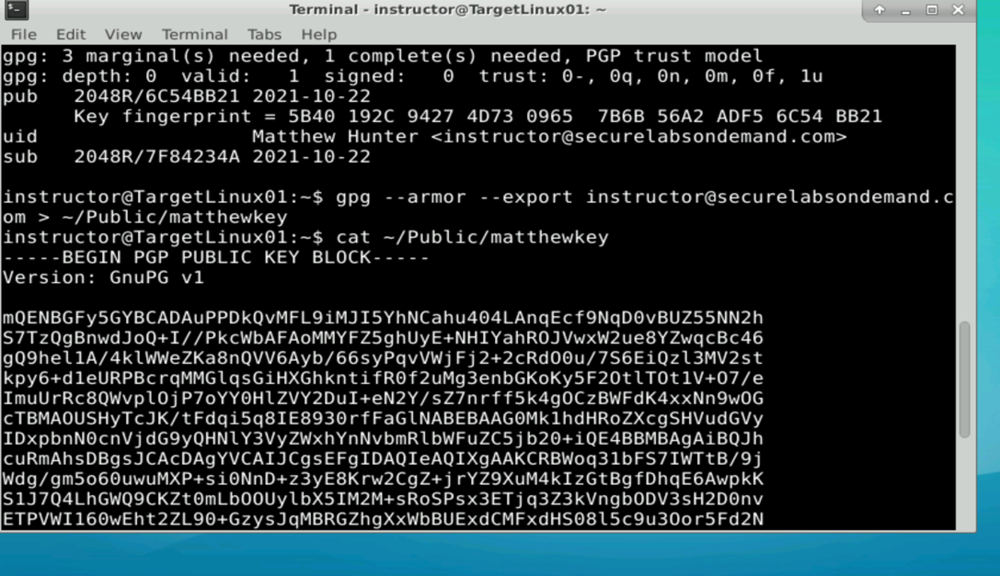 Terminal - instructor@TargetLinux01: ~
File Edit View Terminal Tabs Help
gpg: 3 marginal(s) needed, 1 complete(s) needed, PGP trust model
gpg: depth: 0  valid:   1  signed:   0  trust: 0-, 0q, 0n, 0m, 0f, 1u
pub   2048R/6C54BB21 2021-10-22
      Key fingerprint = 5B40 192C 9427 4D73 0965  7B6B 56A2 ADF5 6C54 BB21
uid                  Matthew Hunter <instructor@securelabsondemand.com>
sub   2048R/7F84234A 2021-10-22
instructor@TargetLinux01:~$ gpg --armor --export instructor@securelabsondemand.c
om > ~/Public/matthewkey
instructor@TargetLinux01:~$ cat ~/Public/matthewkey
-----BEGIN PGP PUBLIC KEY BLOCK-----
Version: GnuPG v1
mQENBGFy5GYBCADAuPPDkQvMFL9iMJI5YhNCahu404LAnqEcf9NqD0vBUZ55NN2h
S7TzQgBnwdJoQ+I//PkcWbAFAoMMYFZ5ghUyE+NHIYahROJVwxW2ue8YZwqcBc46
gQ9hel1A/4klWWeZKa8nQVV6Ayb/66syPqvVWjFj2+2cRdO0u/7S6EiQzl3MV2st
kpy6+d1eURPBcrqMMGlqsGiHXGhkntifR0f2uMg3enbGKoKy5F2OtlTOt1V+O7/e
ImuUrRc8QWvplOjP7oYY0HlZVY2DuI+eN2Y/sZ7nrff5k4gOCzBWFdK4xxNn9wOG
cTBMAOUSHyTcJK/tFdqi5q8IE8930rfFaGlNABEBAAG0Mk1hdHRoZXcgSHVudGVy
IDxpbnN0cnVjdG9yQHNlY3VyZWxhYnNvbmRlbWFuZC5jb20+iQE4BBMBAgAiBQJh
cuRmAhsDBgsJCAcDAgYVCAIJCgsEFgIDAQIeAQIXgAAKCRBWoq31bFS7IWTtB/9j
Wdg/gm5o60uwuMXP+si0NnD+z3yE8Krw2CgZ+jrYZ9XuM4kIzGtBgfDhqE6AwpkK
S1J7Q4LhGWQ9CKZt0mLbOOUylbX5IM2M+sRoSPsx3ETjq3Z3kVngbODV3sH2D0nv
ETPVWI160wEht2ZL90+GzysJqMBRGZhgXxWbBUExdCMFxdHS08l5c9u3Oor5Fd2N